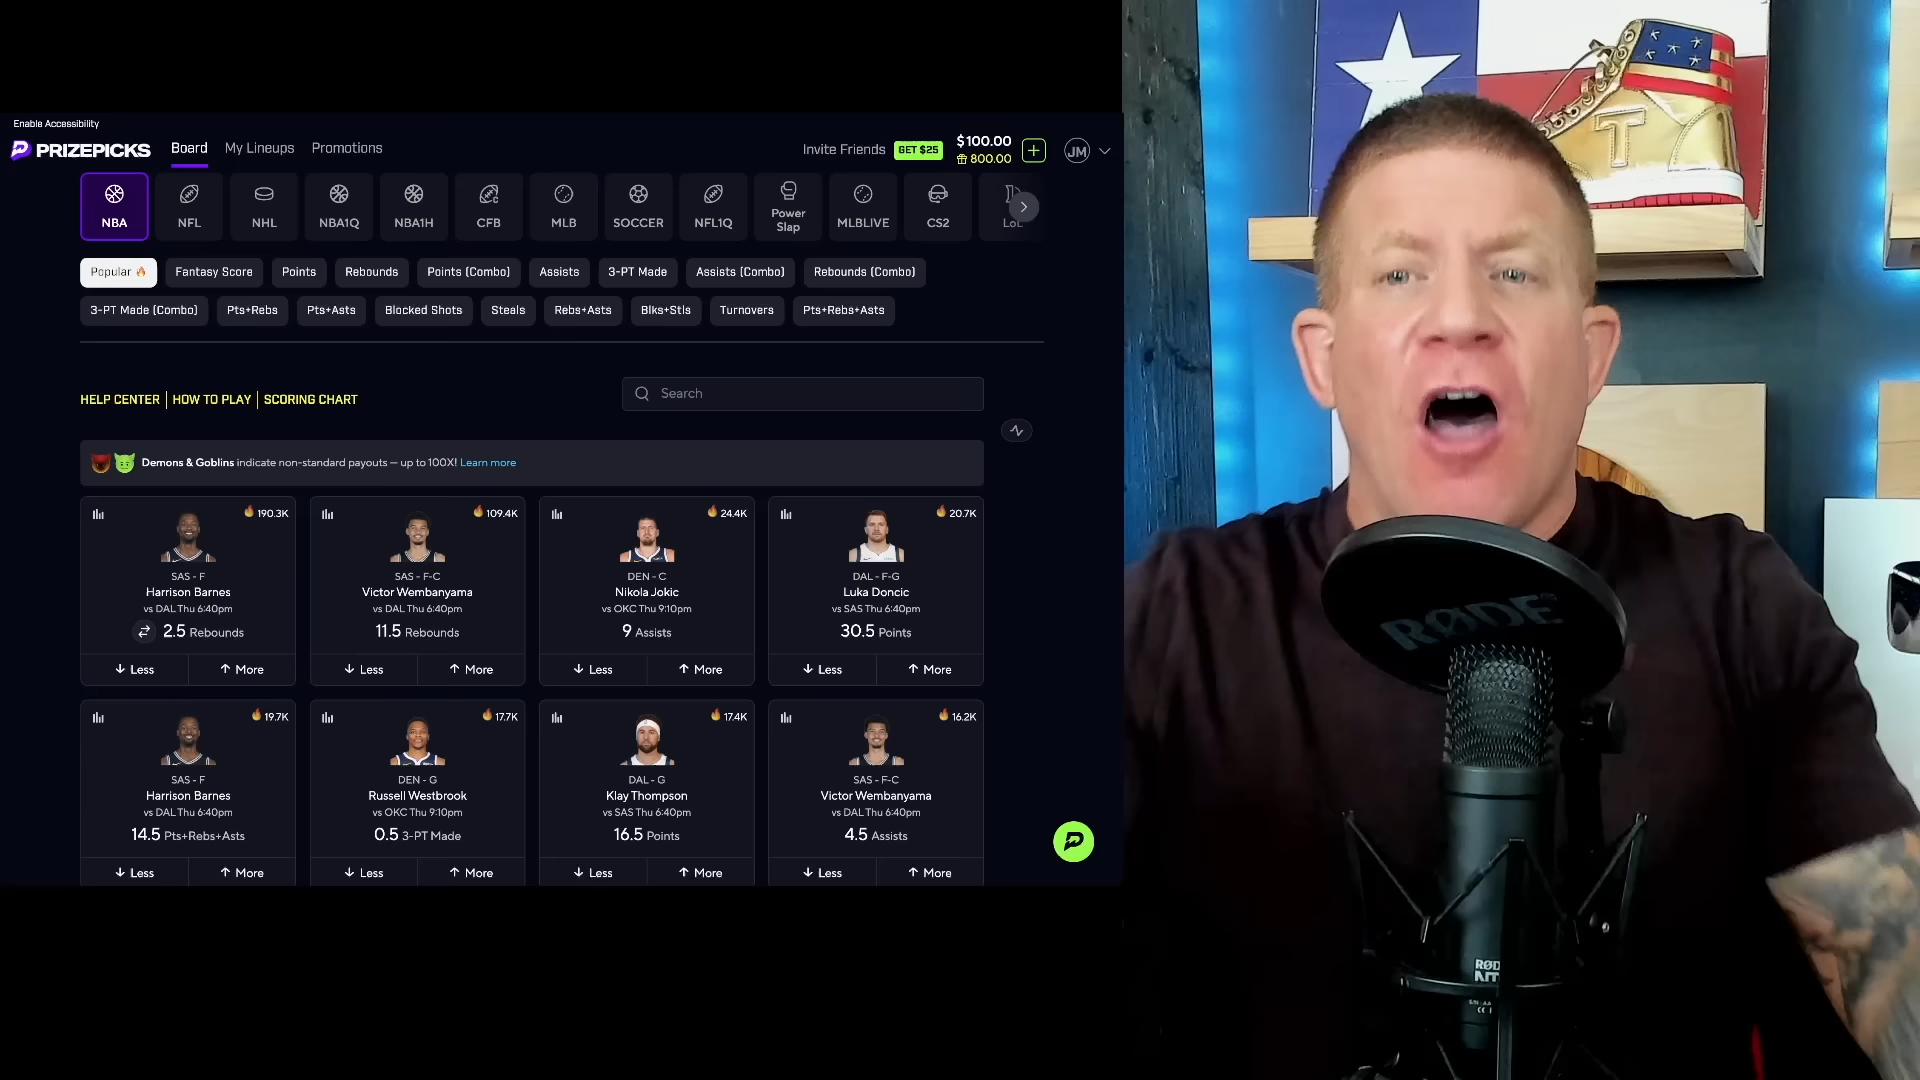 Enable Accessibility
PRIZEPICKS Board My Lineups Promotions
Invite Friends GET $25 $100.00 800.00 + JM
NBA NFL NHL NBA1Q NBA1H CFB MLB SOCCER NFL1Q Power Slap MLBLIVE CS2 LoL
Popular Fantasy Score Points Rebounds Points (Combo) Assists 3-PT Made Assists (Combo) Rebounds (Combo)
3-PT Made (Combo) Pts+Rebs Pts+Asts Blocked Shots Steals Rebs+Asts Blks+Stls Turnovers Pts+Rebs+Asts
HELP CENTER HOW TO PLAY SCORING CHART
Search
Demons & Goblins indicate non-standard payouts – up to 100X! Learn more
190.3K
SAS - F
Harrison Barnes
vs DAL Thu 6:40pm
2.5 Rebounds
Less More
109.4K
SAS - F-C
Victor Wembanyama
vs DAL Thu 6:40pm
11.5 Rebounds
Less More
24.4K
DEN - C
Nikola Jokic
vs OKC Thu 9:10pm
9 Assists
Less More
20.7K
DAL - F-G
Luka Doncic
vs SAS Thu 6:40pm
30.5 Points
Less More
19.7K
SAS - F
Harrison Barnes
vs DAL Thu 6:40pm
14.5 Pts+Rebs+Asts
Less More
17.7K
DEN - G
Russell Westbrook
vs OKC Thu 9:10pm
0.5 3-PT Made
Less More
17.4K
DAL - G
Klay Thompson
vs SAS Thu 6:40pm
16.5 Points
Less More
16.2K
SAS - F-C
Victor Wembanyama
vs DAL Thu 6:40pm
4.5 Assists
Less More
T
RØDE
RØD
NT